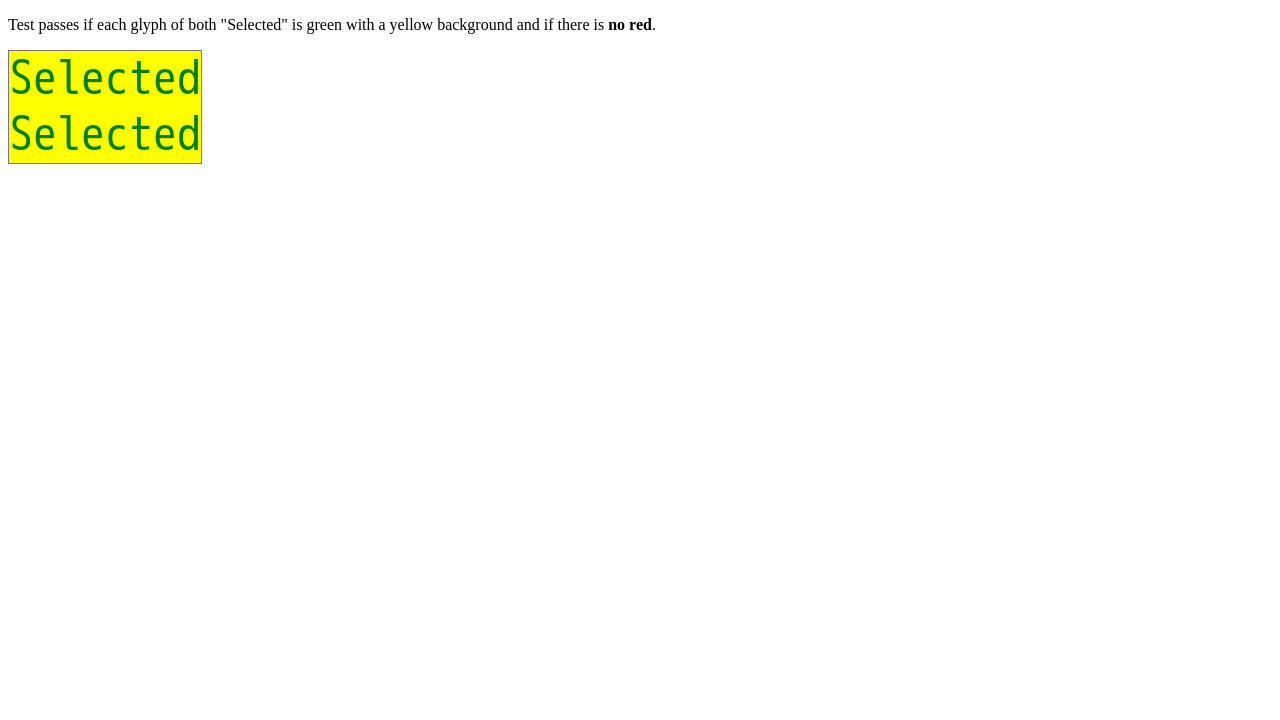 Test passes if each glyph of both "Selected" is green with a yellow background and if there is no red.
Selected
Selected